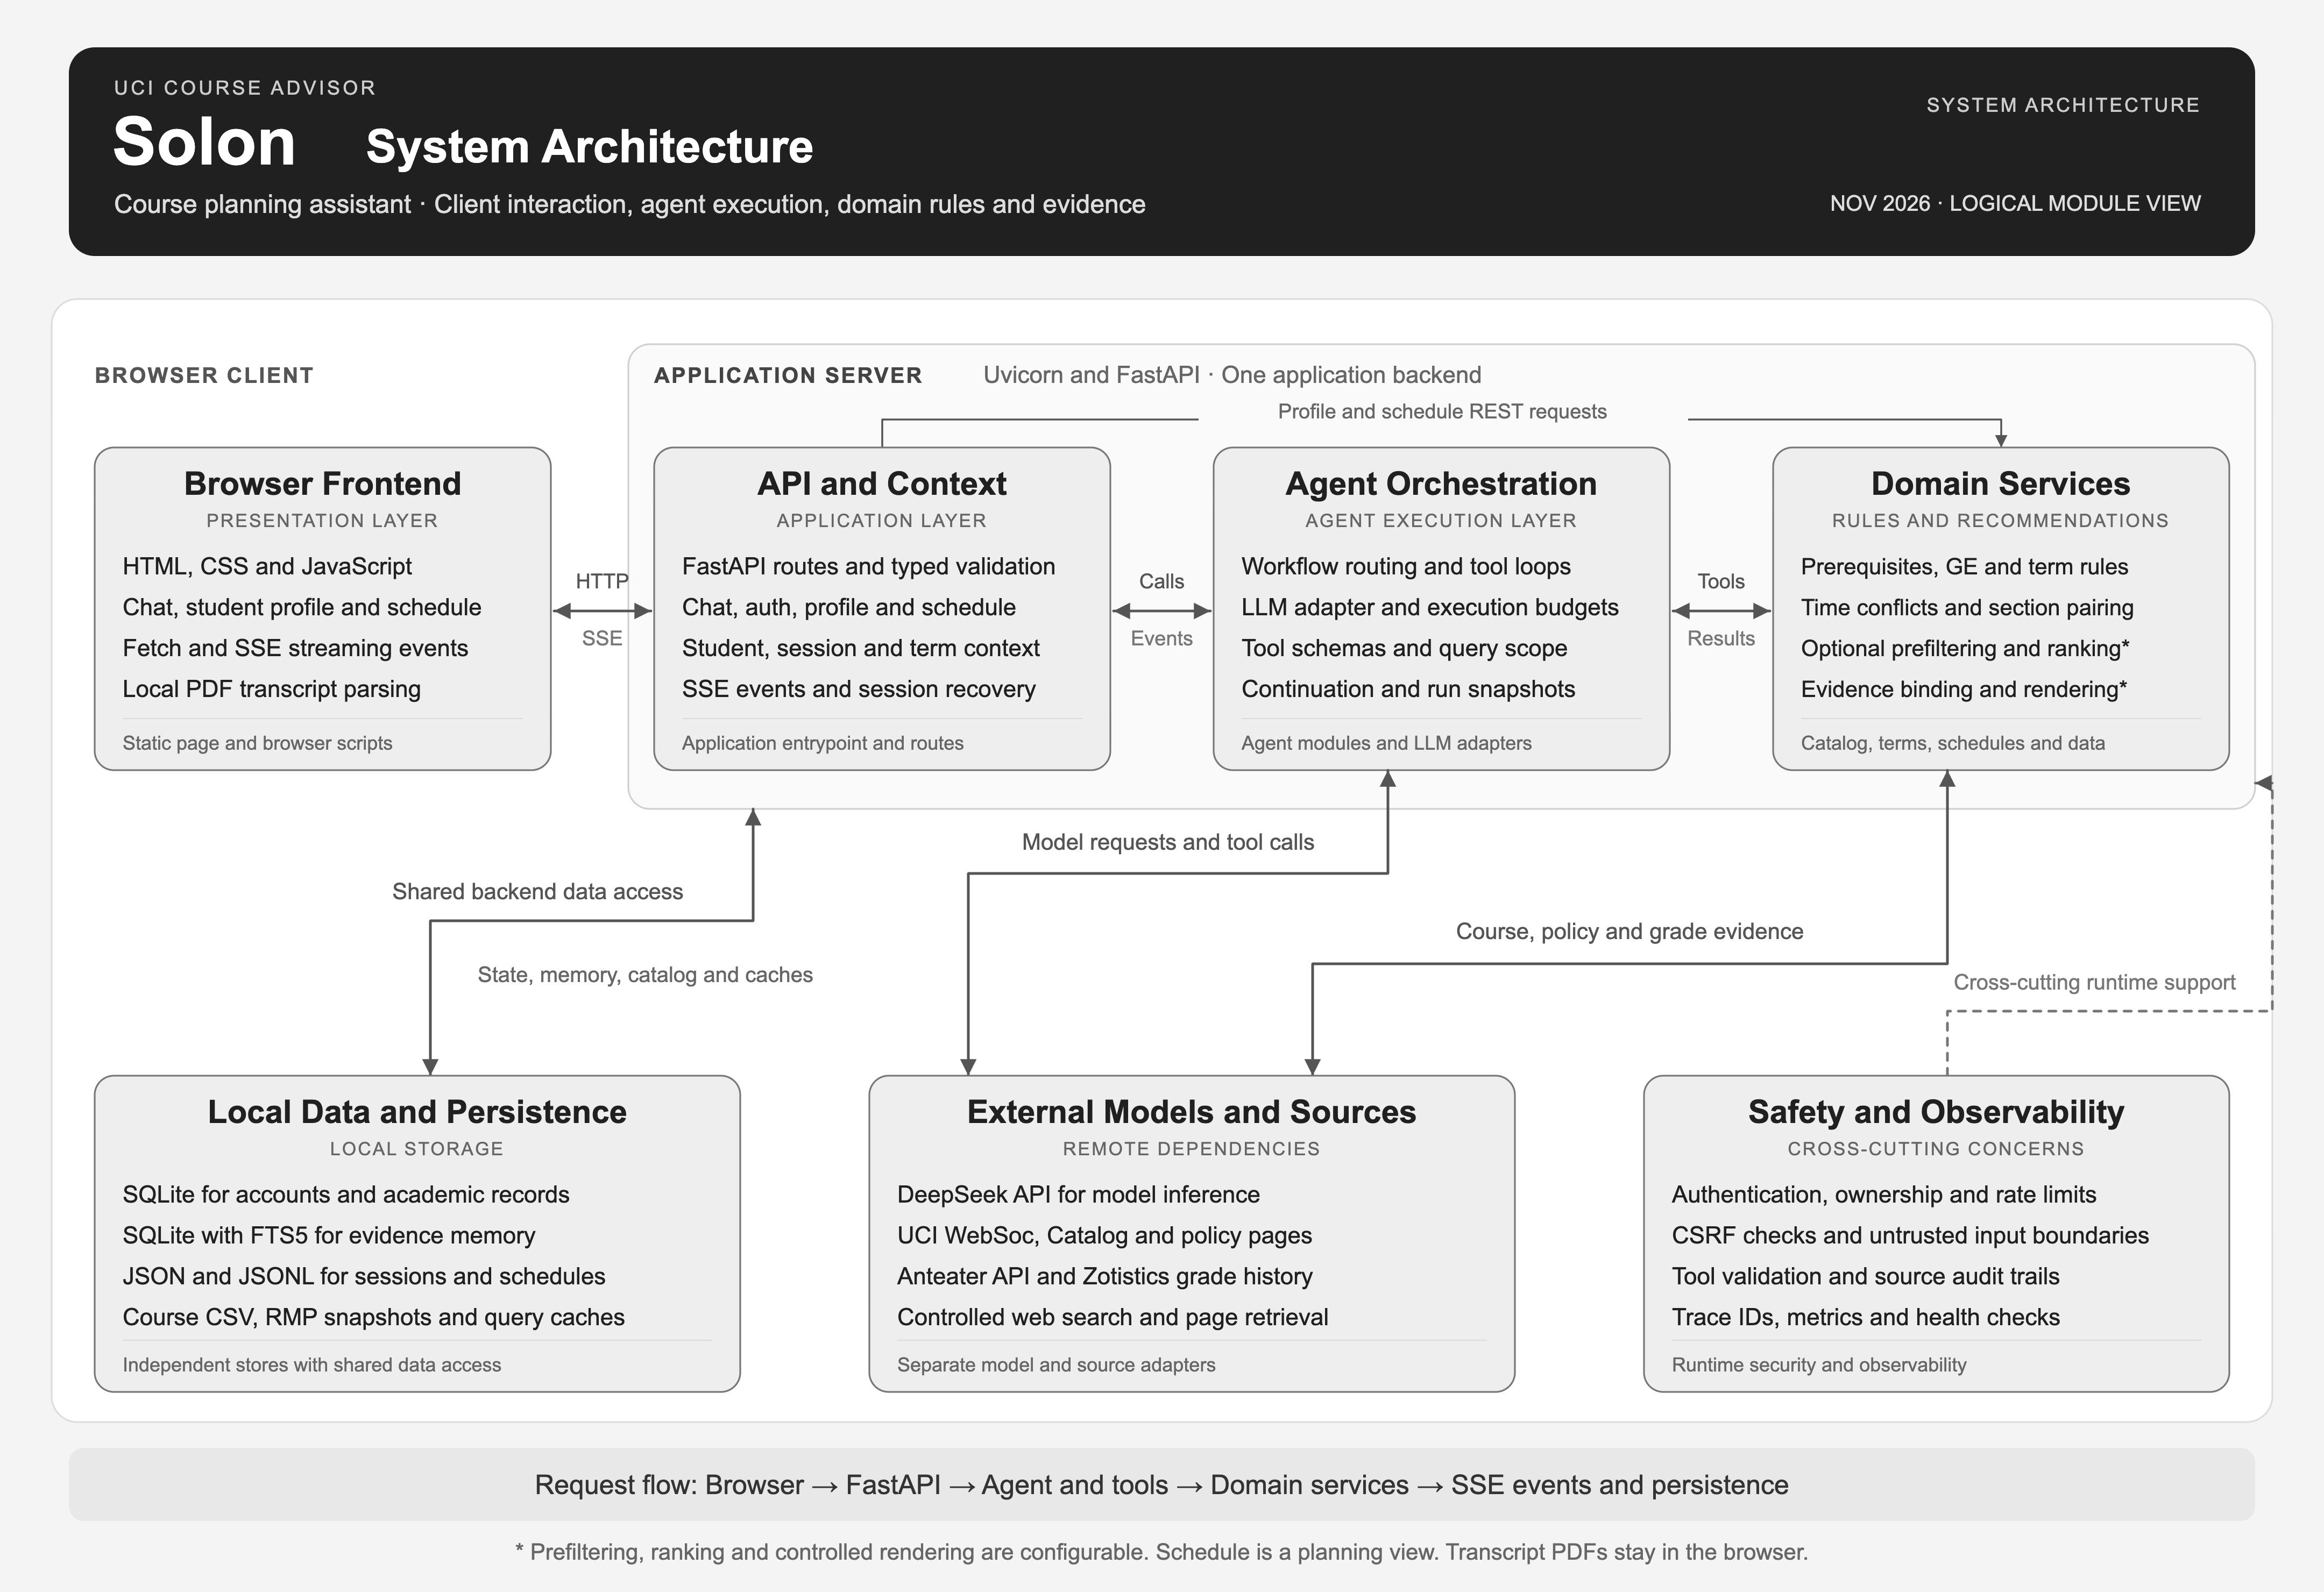 UCI COURSE ADVISOR
SYSTEM ARCHITECTURE
Solon System Architecture
Course planning assistant · Client interaction, agent execution, domain rules and evidence
NOV 2026 · LOGICAL MODULE VIEW
BROWSER CLIENT
APPLICATION SERVER Uvicorn and FastAPI · One application backend
Profile and schedule REST requests
Browser Frontend
PRESENTATION LAYER
HTML, CSS and JavaScript
Chat, student profile and schedule
Fetch and SSE streaming events
Local PDF transcript parsing
Static page and browser scripts
HTTP
SSE
API and Context
APPLICATION LAYER
FastAPI routes and typed validation
Chat, auth, profile and schedule
Student, session and term context
SSE events and session recovery
Application entrypoint and routes
Calls
Events
Agent Orchestration
AGENT EXECUTION LAYER
Workflow routing and tool loops
LLM adapter and execution budgets
Tool schemas and query scope
Continuation and run snapshots
Agent modules and LLM adapters
Tools
Results
Domain Services
RULES AND RECOMMENDATIONS
Prerequisites, GE and term rules
Time conflicts and section pairing
Optional prefiltering and ranking*
Evidence binding and rendering*
Catalog, terms, schedules and data
Model requests and tool calls
Shared backend data access
Course, policy and grade evidence
State, memory, catalog and caches
Cross-cutting runtime support
Local Data and Persistence
LOCAL STORAGE
SQLite for accounts and academic records
SQLite with FTS5 for evidence memory
JSON and JSONL for sessions and schedules
Course CSV, RMP snapshots and query caches
Independent stores with shared data access
External Models and Sources
REMOTE DEPENDENCIES
DeepSeek API for model inference
UCI WebSoc, Catalog and policy pages
Anteater API and Zotistics grade history
Controlled web search and page retrieval
Separate model and source adapters
Safety and Observability
CROSS-CUTTING CONCERNS
Authentication, ownership and rate limits
CSRF checks and untrusted input boundaries
Tool validation and source audit trails
Trace IDs, metrics and health checks
Runtime security and observability
Request flow: Browser → FastAPI → Agent and tools → Domain services → SSE events and persistence
* Prefiltering, ranking and controlled rendering are configurable. Schedule is a planning view. Transcript PDFs stay in the browser.